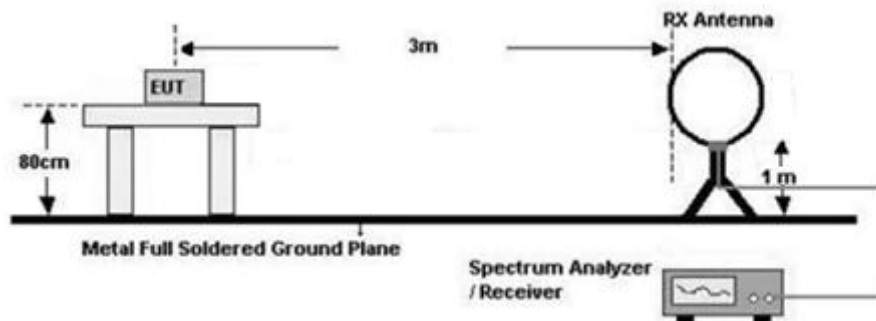 RX Antenna
3m
EUT
80cm
1 m
Metal Full Soldered Ground Plane
Spectrum Analyzer
/ Receiver